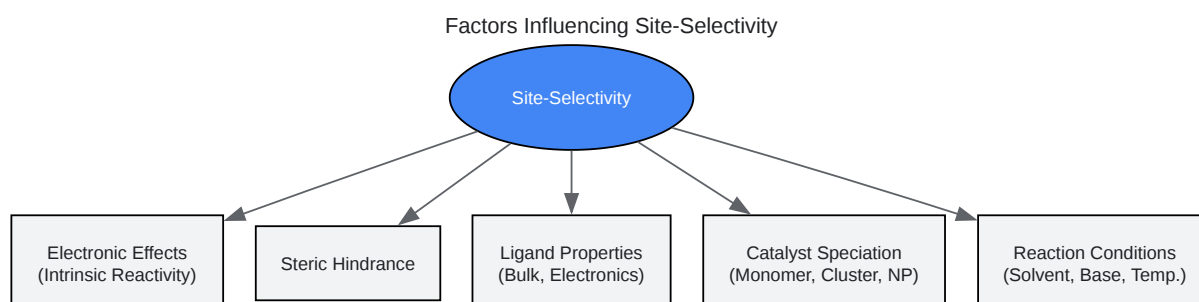 Factors Influencing Site-Selectivity
Site-Selectivity
Electronic Effects
(Intrinsic Reactivity)
Steric Hindrance
Ligand Properties
(Bulk, Electronics)
Catalyst Speciation
(Monomer, Cluster, NP)
Reaction Conditions
(Solvent, Base, Temp.)